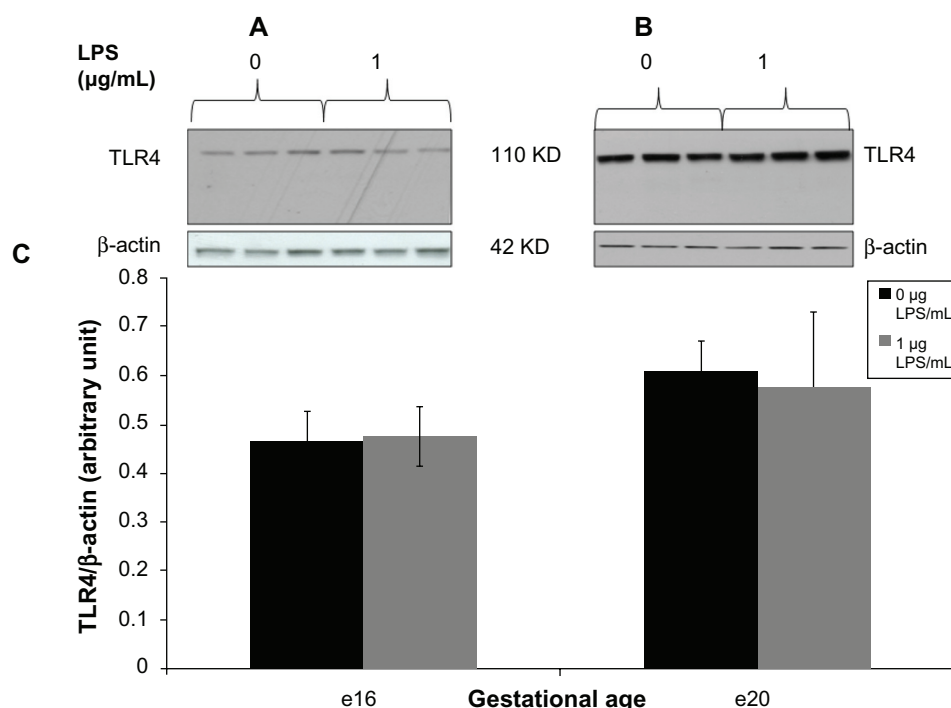 A
B
LPS
(µg/mL)
0
1
0
1
TLR4
110 KD
TLR4
β-actin
42 KD
β-actin
C
0.8
0.7
0.6
0.5
0.4
0.3
0.2
0.1
0
TLR4/β-actin (arbitrary unit)
0 µg
LPS/mL
1 µg
LPS/mL
e16
Gestational age
e20